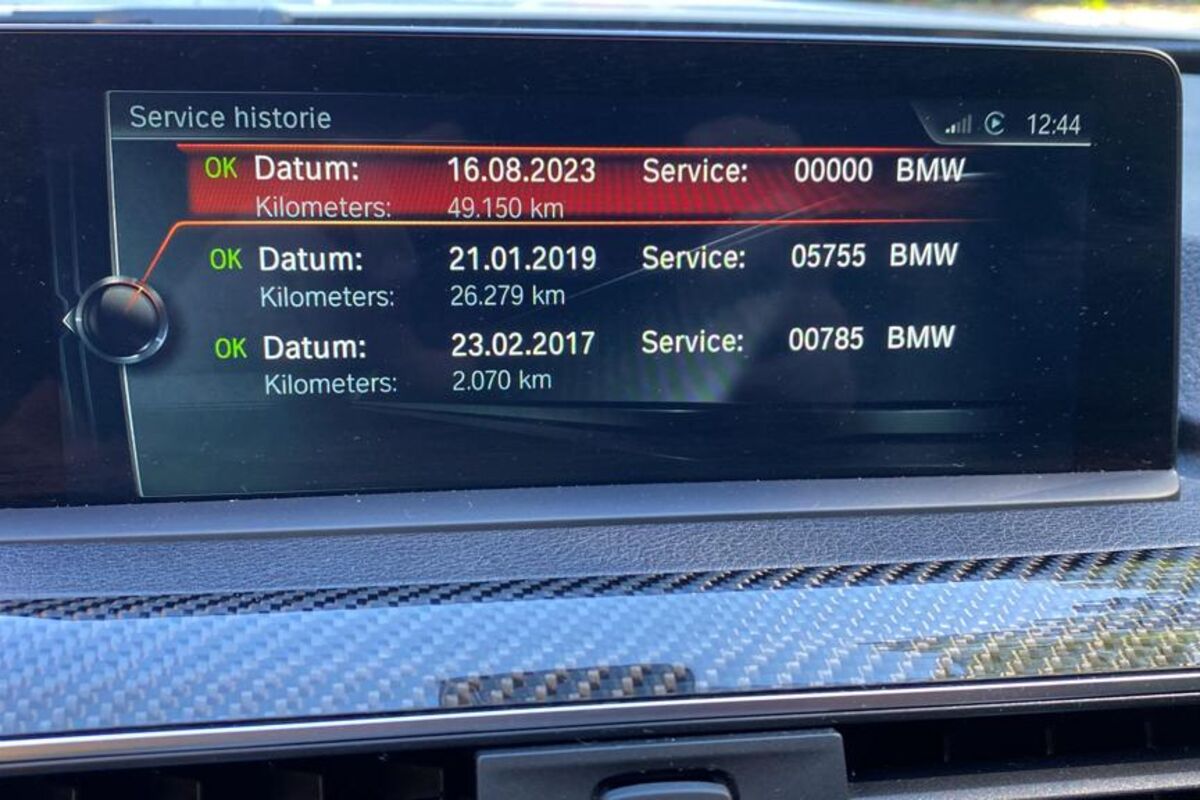 Service historie 12:44
OK Datum: 16.08.2023 Service: 00000 BMW
Kilometers: 49.150 km
OK Datum: 21.01.2019 Service: 05755 BMW
Kilometers: 26.279 km
OK Datum: 23.02.2017 Service: 00785 BMW
Kilometers: 2.070 km